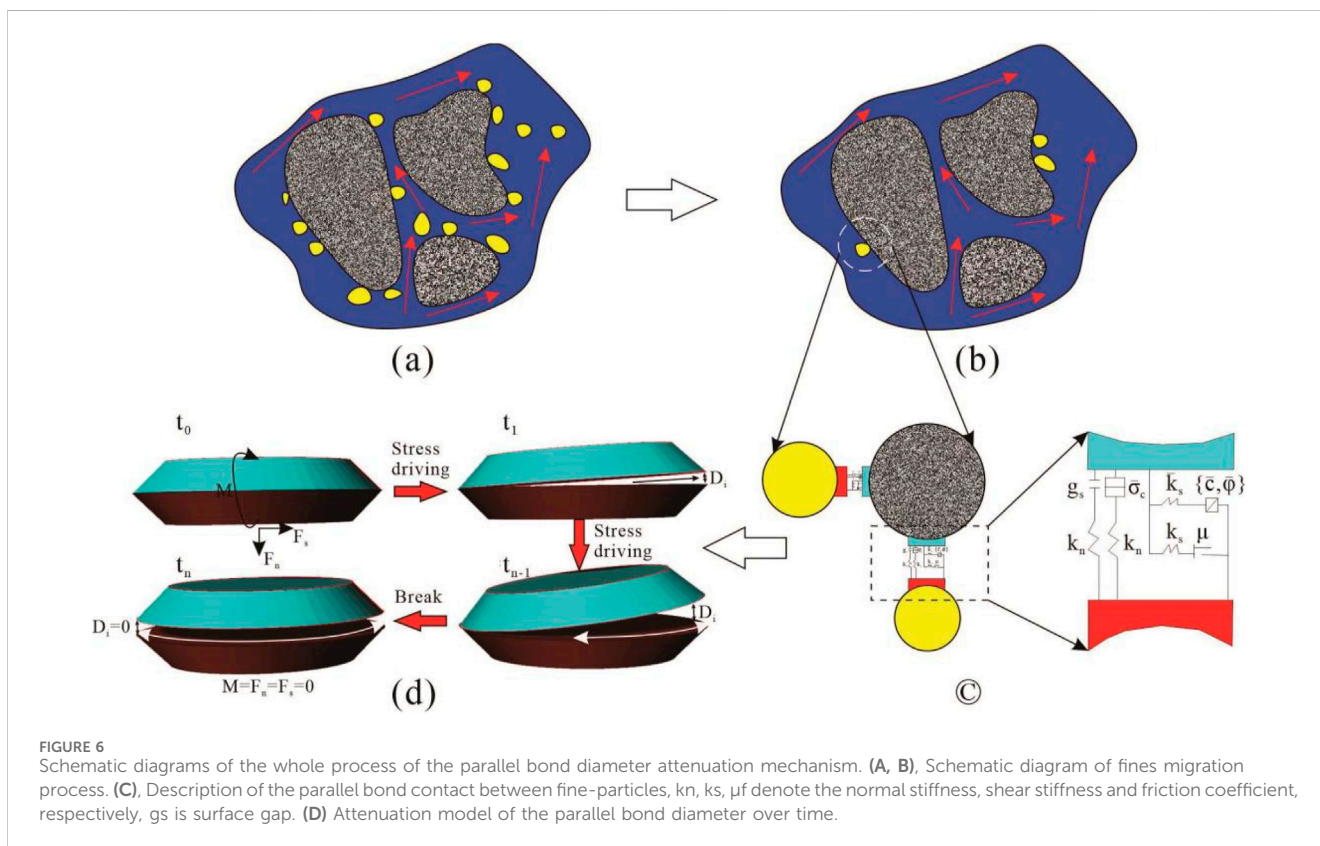 (a)
(b)
t₀
M
Fₛ
Fₙ
Stress
driving
t₁
Dᵢ
Stress
driving
tₙ
Dᵢ=0
M=Fₙ=Fₛ=0
Break
tₙ₋₁
Dᵢ
(d)
©
gₛ
σ̄_c
k̄ₛ
{c̄,φ̄}
kₙ
kₙ
kₛ
μ
FIGURE 6
Schematic diagrams of the whole process of the parallel bond diameter attenuation mechanism. (A, B), Schematic diagram of fines migration
process. (C), Description of the parallel bond contact between fine-particles, kn, ks, μf denote the normal stiffness, shear stiffness and friction coefficient,
respectively, gs is surface gap. (D) Attenuation model of the parallel bond diameter over time.